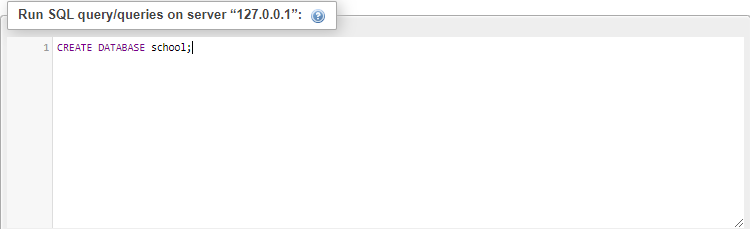 Run SQL query/queries on server “127.0.0.1”:
1 CREATE DATABASE school;